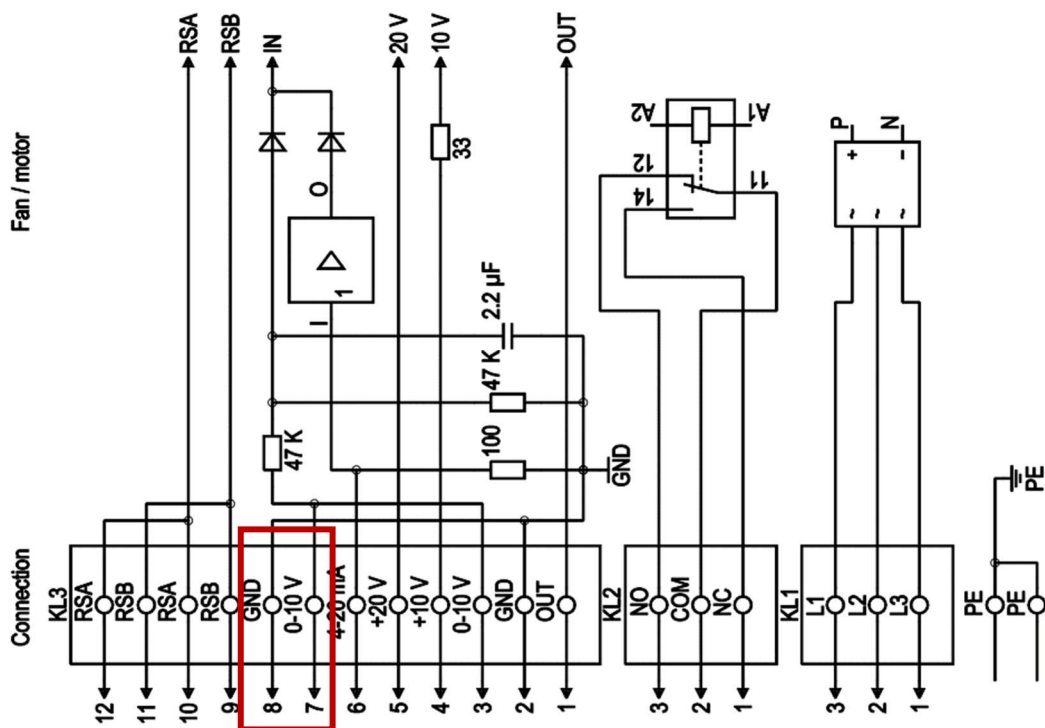 Fan / motor
RSA
RSB
IN
20 V
10 V
OUT
33
O
1
I
2.2 µF
47 K
47 K
100
GND
A2
A1
12
14
11
P
N
+
-
~
~
~
PE
Connection
KL3
RSA
RSB
RSA
RSB
GND
0-10 V
4-20 mA
+20 V
+10 V
0-10 V
GND
OUT
12
11
10
9
8
7
6
5
4
3
2
1
KL2
NO
COM
NC
3
2
1
KL1
L1
L2
L3
3
2
1
PE
PE